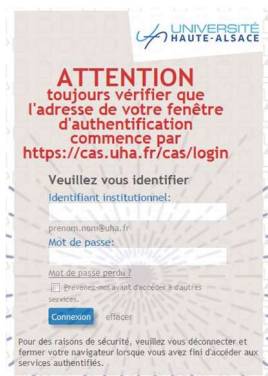 UNIVERSITÉ
HAUTE-ALSACE
ATTENTION
toujours vérifier que
l'adresse de votre fenêtre
d'authentification
commence par
https://cas.uha.fr/cas/login
Veuillez vous identifier
Identifiant institutionnel:
prenom.nom@uha.fr
Mot de passe:
Mot de passe perdu ?
Prévenez-moi avant d'accéder à d'autres
services.
Connexion effacer
Pour des raisons de sécurité, veuillez vous déconnecter et
fermer votre navigateur lorsque vous avez fini d'accéder aux
services authentifiés.